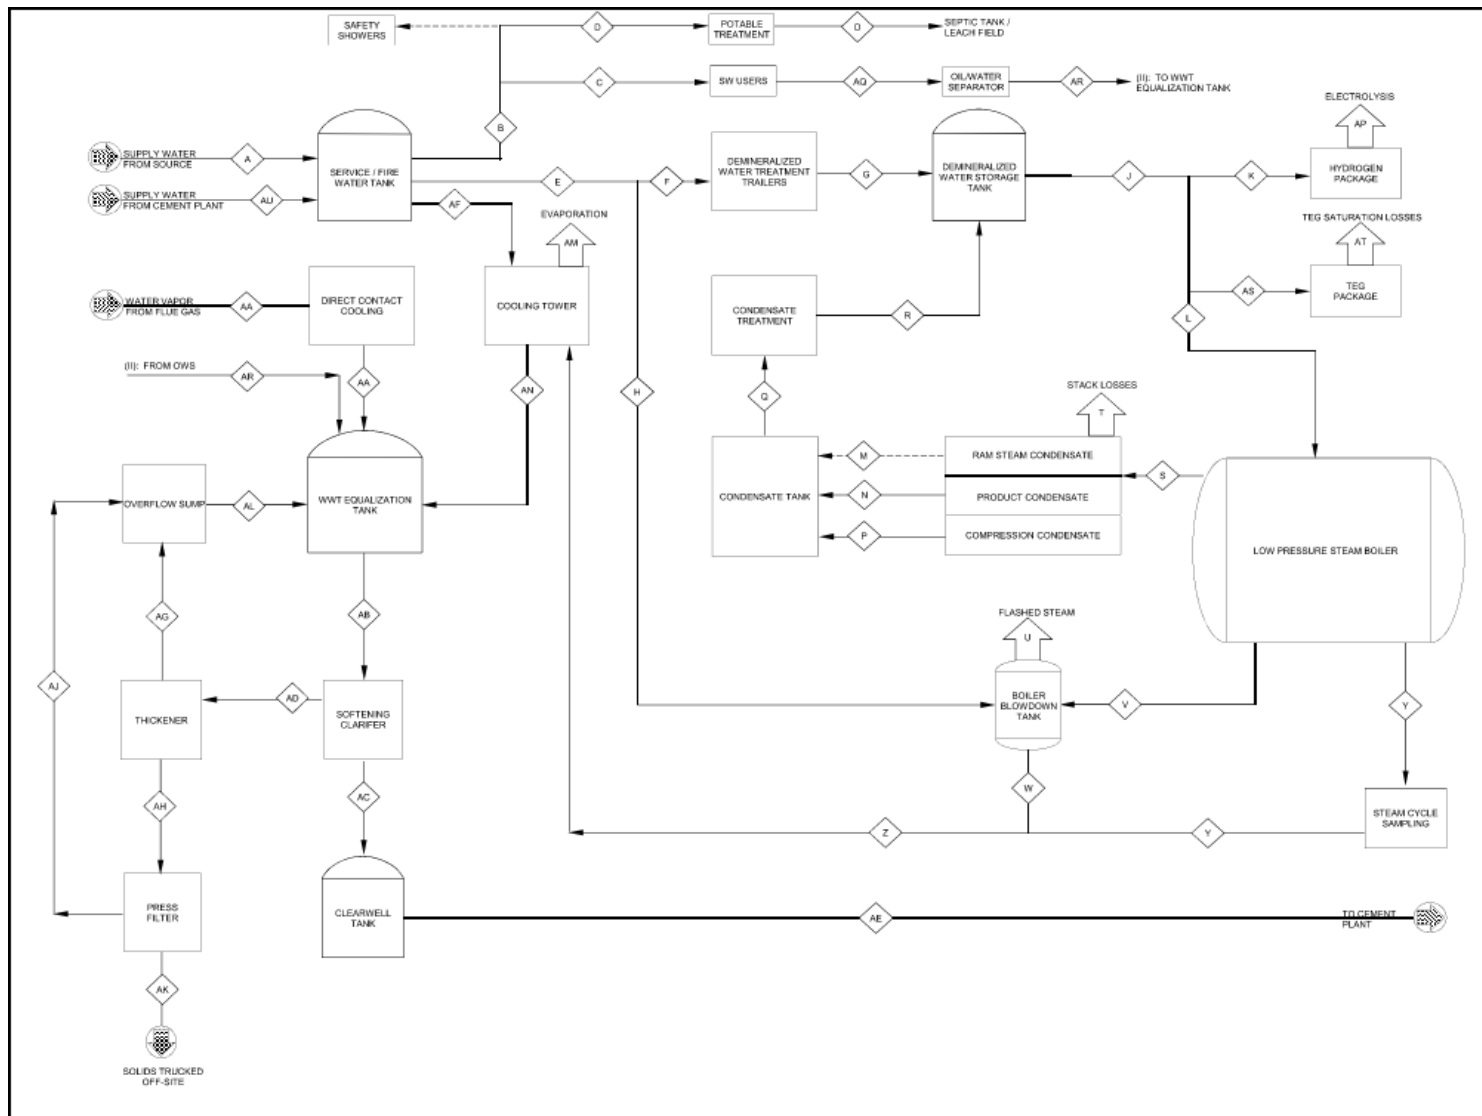 SAFETY
SHOWERS
D
POTABLE
TREATMENT
D
SEPTIC TANK /
LEACH FIELD
C
SW USERS
AQ
OIL/WATER
SEPARATOR
AR
(II): TO WWT
EQUALIZATION TANK
B
ELECTROLYSIS
AP
SUPPLY WATER
FROM SOURCE
A
SERVICE / FIRE
WATER TANK
SUPPLY WATER
FROM CEMENT PLANT
AU
E
F
DEMINERALIZED
WATER TREATMENT
TRAILERS
G
DEMINERALIZED
WATER STORAGE
TANK
J
K
HYDROGEN
PACKAGE
AF
EVAPORATION
AM
TEG SATURATION LOSSES
AT
WATER VAPOR
FROM FLUE GAS
AA
DIRECT CONTACT
COOLING
COOLING TOWER
CONDENSATE
TREATMENT
R
AS
TEG
PACKAGE
L
(II): FROM OWS
AR
AA
AN
H
Q
STACK LOSSES
T
OVERFLOW SUMP
AL
WWT EQUALIZATION
TANK
CONDENSATE TANK
M
RAM STEAM CONDENSATE
S
N
PRODUCT CONDENSATE
P
COMPRESSION CONDENSATE
LOW PRESSURE STEAM BOILER
AG
AB
FLASHED STEAM
U
AJ
THICKENER
AD
SOFTENING
CLARIFER
BOILER
BLOWDOWN
TANK
V
Y
AH
AC
W
Z
Y
STEAM CYCLE
SAMPLING
PRESS
FILTER
CLEARWELL
TANK
AE
TO CEMENT
PLANT
AK
SOLIDS TRUCKED
OFF-SITE